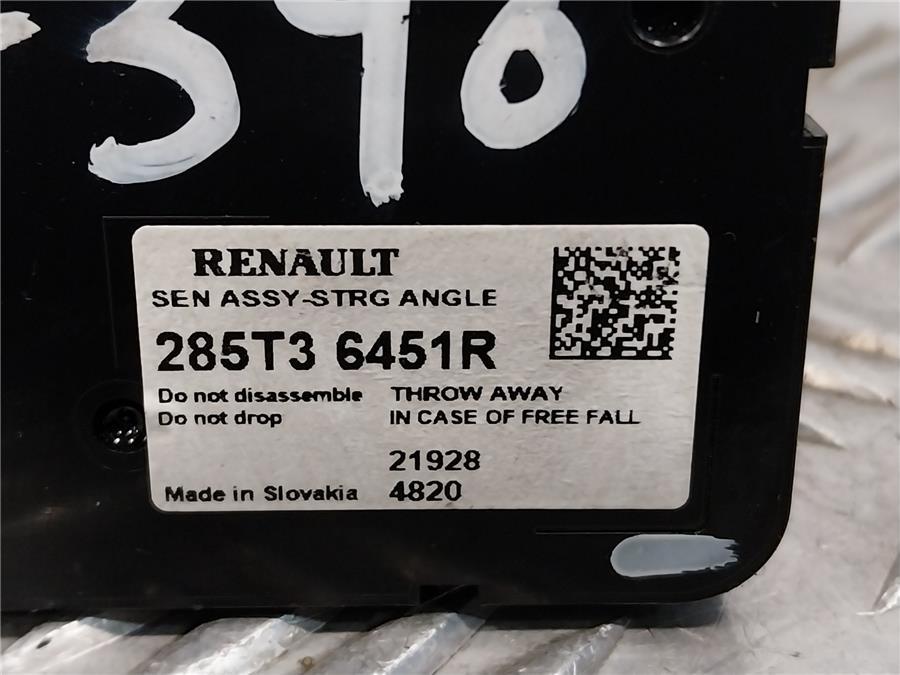 390
RENAULT
SEN ASSY-STRG ANGLE
285T3 6451R
Do not disassemble THROW AWAY
Do not drop IN CASE OF FREE FALL
21928
Made in Slovakia 4820